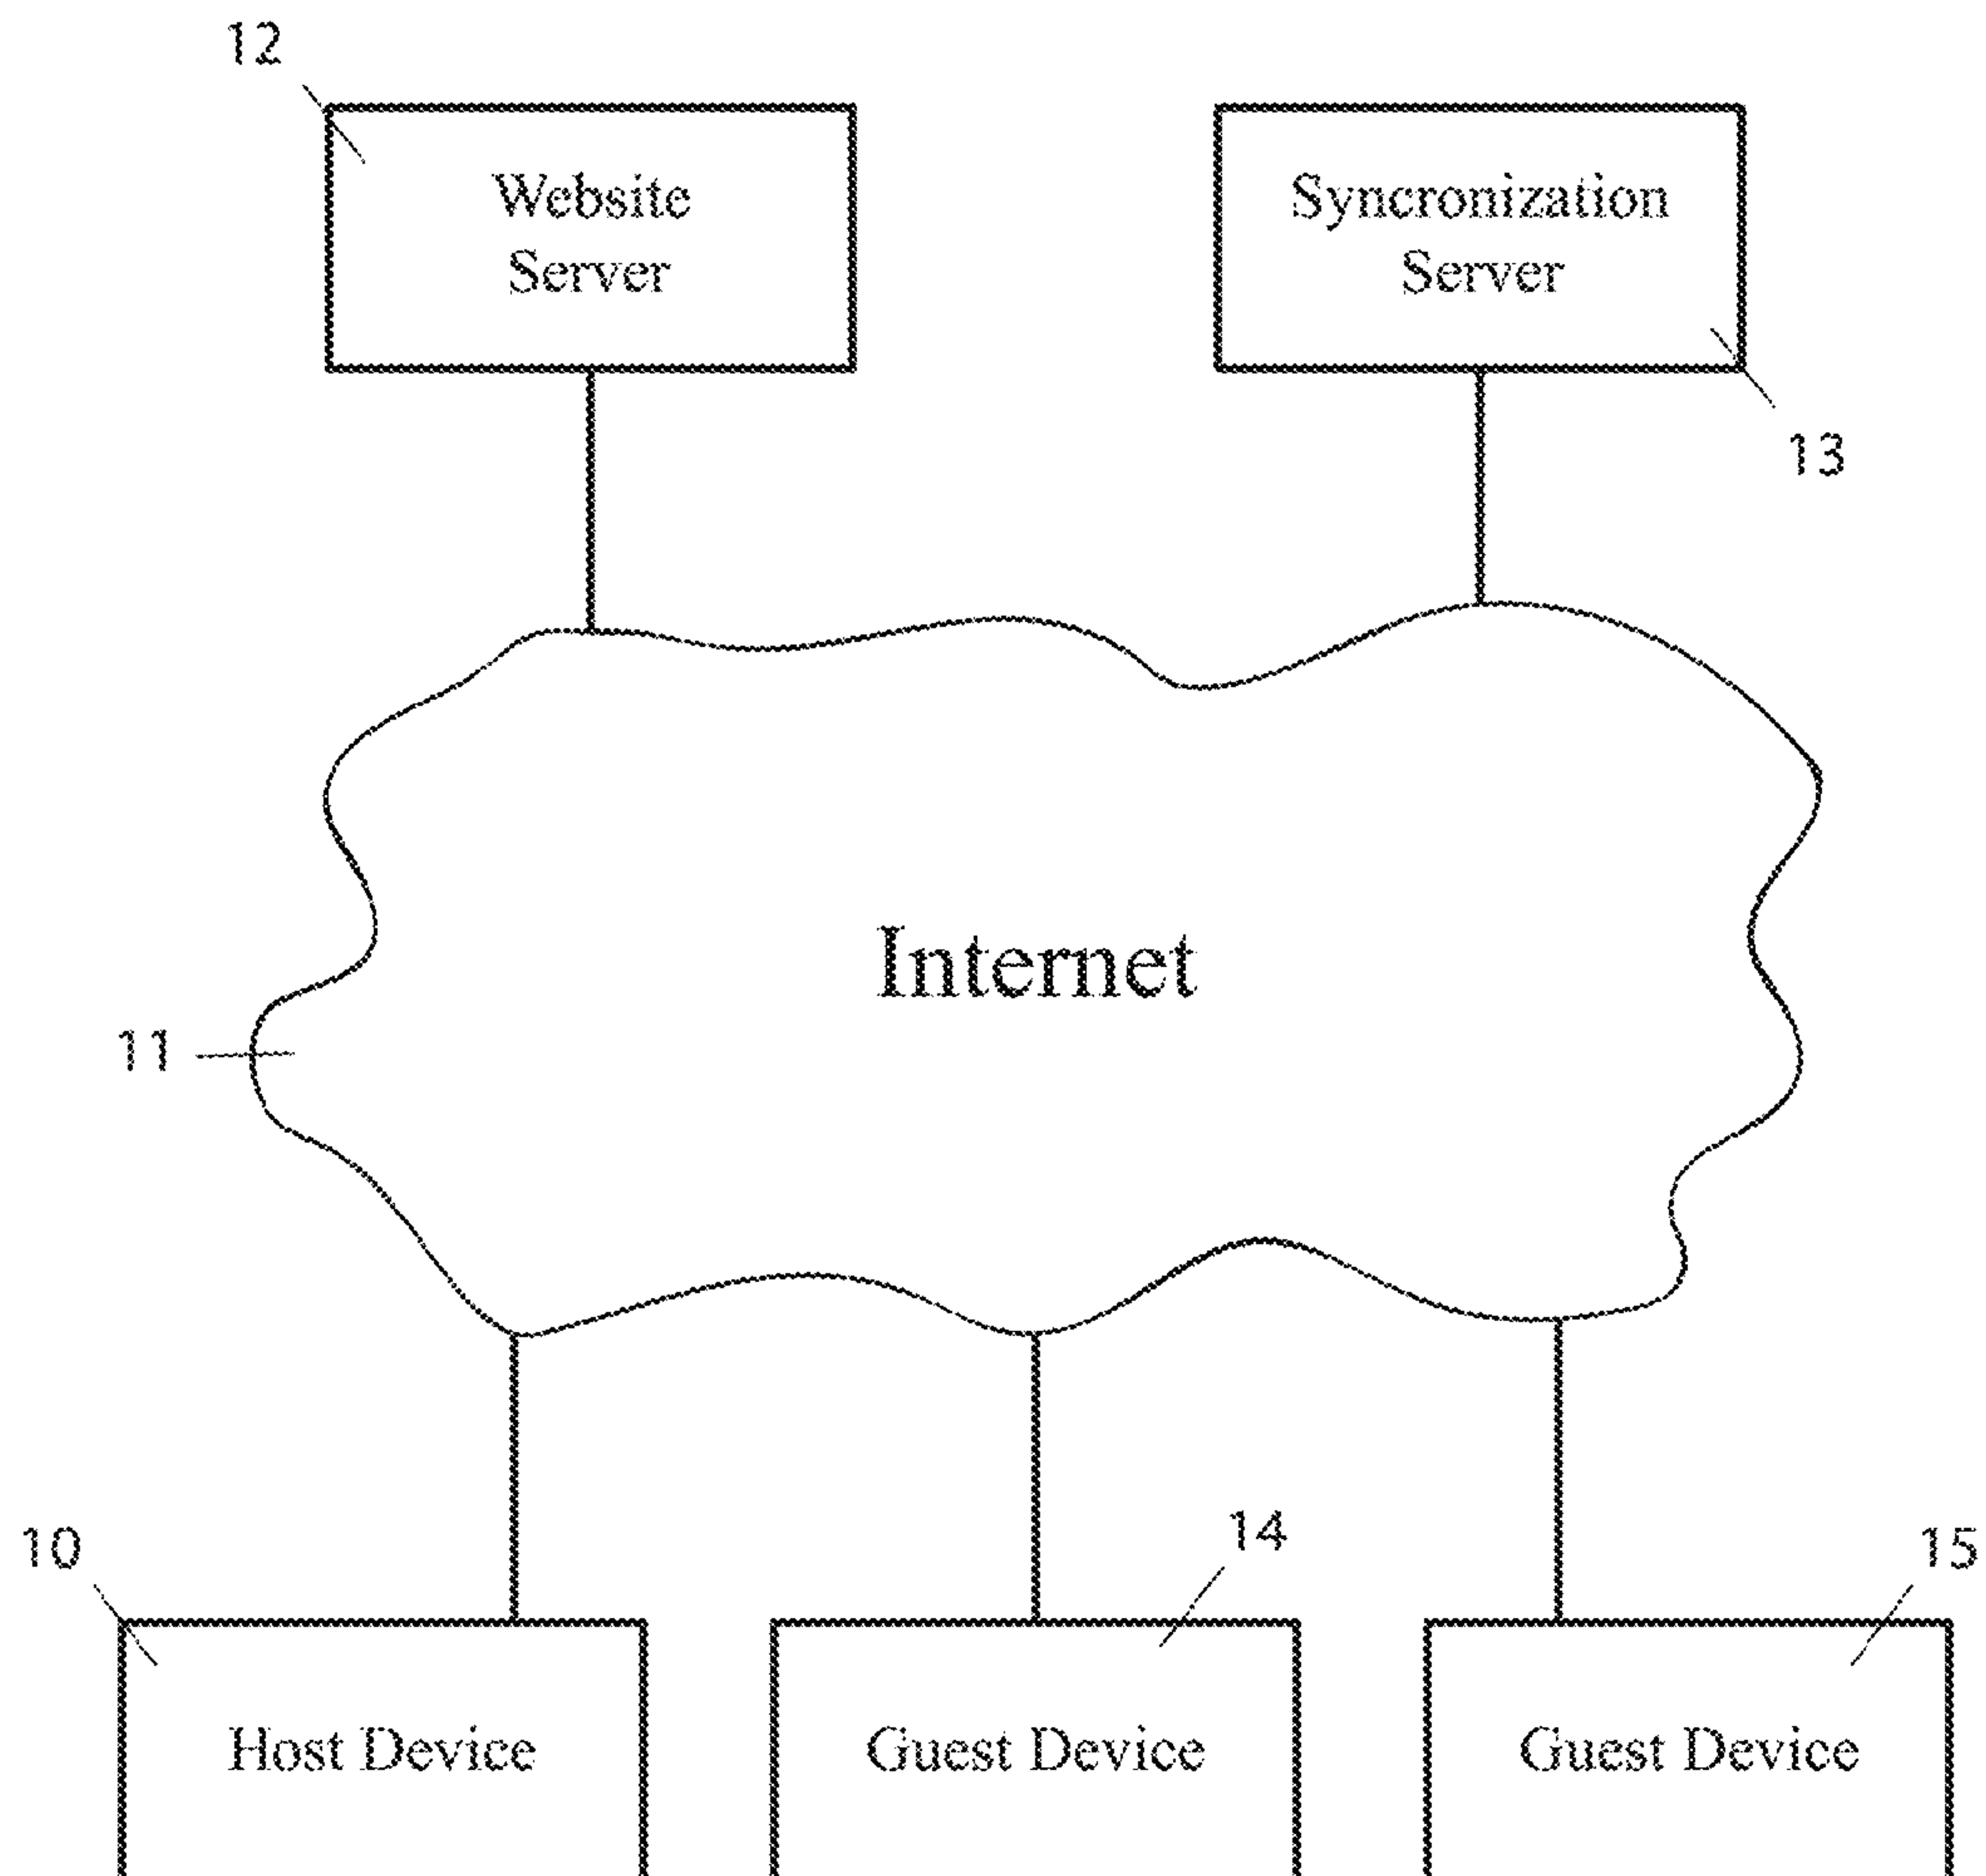 12
Website
Server
Syncronization
Server
13
Internet
11
10
14
15
Host Device
Guest Device
Guest Device